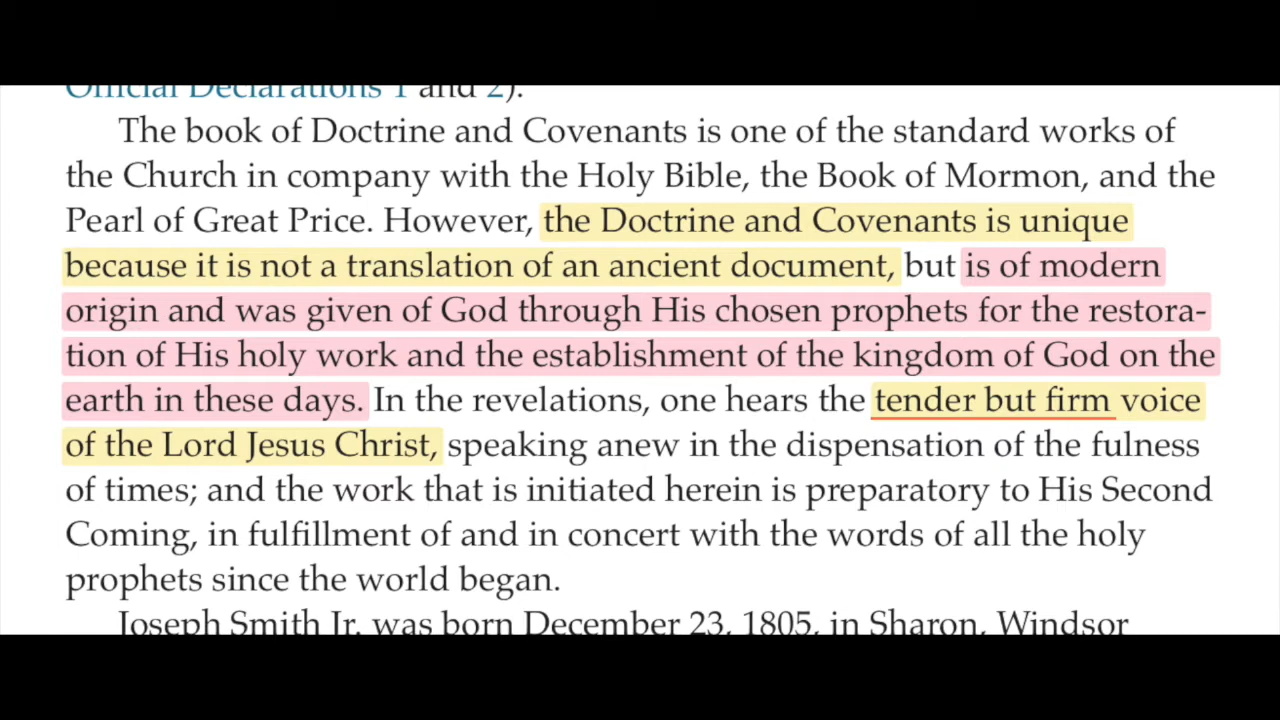 Official Declarations 1 and 2).
The book of Doctrine and Covenants is one of the standard works of
the Church in company with the Holy Bible, the Book of Mormon, and the
Pearl of Great Price. However, the Doctrine and Covenants is unique
because it is not a translation of an ancient document, but is of modern
origin and was given of God through His chosen prophets for the restora-
tion of His holy work and the establishment of the kingdom of God on the
earth in these days. In the revelations, one hears the tender but firm voice
of the Lord Jesus Christ, speaking anew in the dispensation of the fulness
of times; and the work that is initiated herein is preparatory to His Second
Coming, in fulfillment of and in concert with the words of all the holy
prophets since the world began.
Joseph Smith Jr. was born December 23, 1805, in Sharon, Windsor